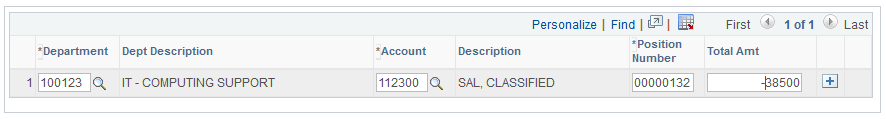 Personalize | Find | First 1 of 1 Last
*Department Dept Description *Account Description *Position Number Total Amt
1 100123 IT - COMPUTING SUPPORT 112300 SAL, CLASSIFIED 00000132 -38500